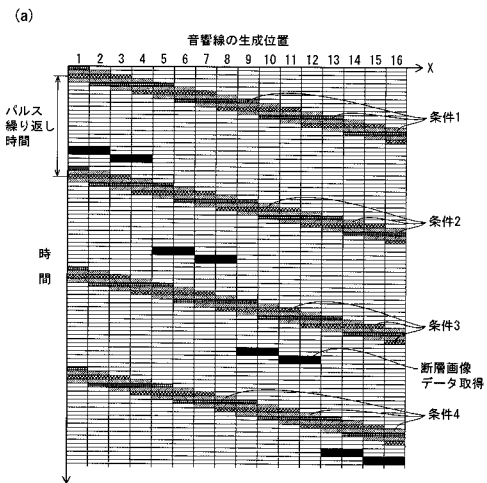 (a)
音響線の生成位置
1 2 3 4 5 6 7 8 9 10 11 12 13 14 15 16
X
パルス
繰り返し
時間
条件1
条件2
時
間
条件3
断層画像
データ取得
条件4